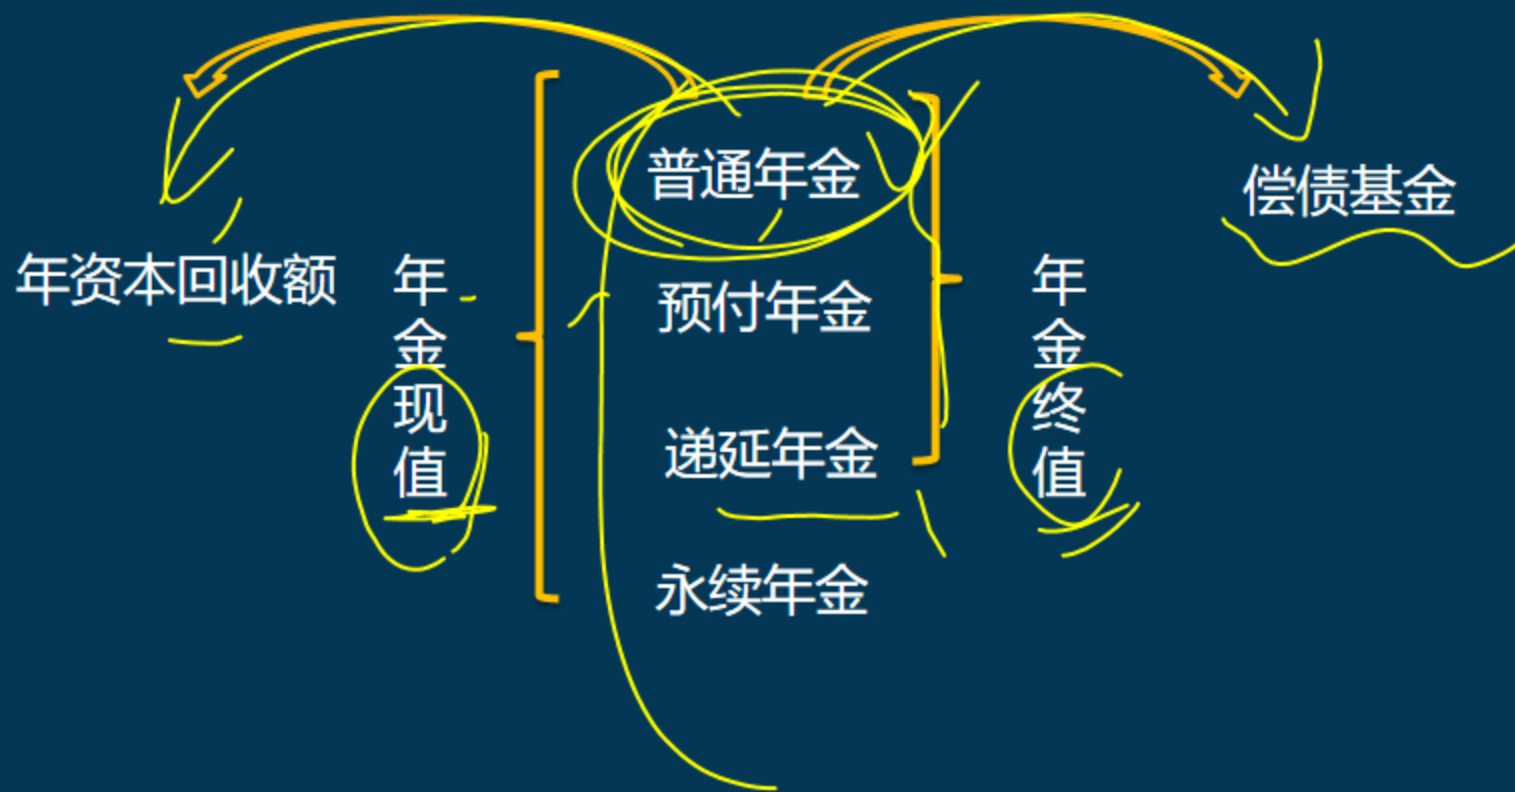 普通年金
偿债基金
年资本回收额
年金现值
预付年金
年金终值
递延年金
永续年金